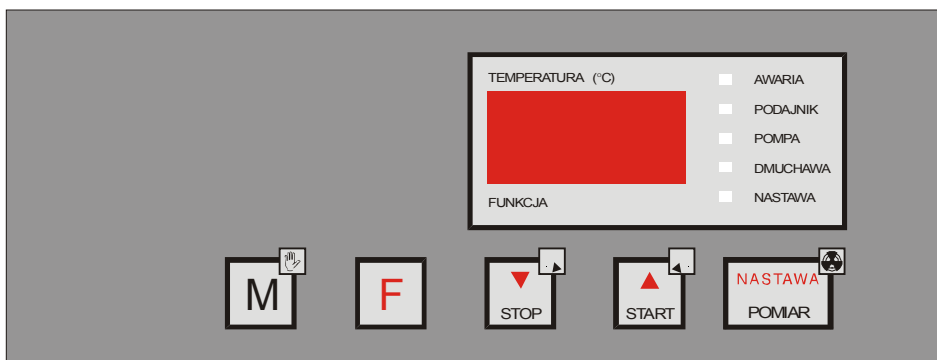 TEMPERATURA (°C)
AWARIA
PODAJNIK
POMPA
DMUCHAWA
NASTAWA
FUNKCJA
M
F
STOP
START
NASTAWA
POMIAR